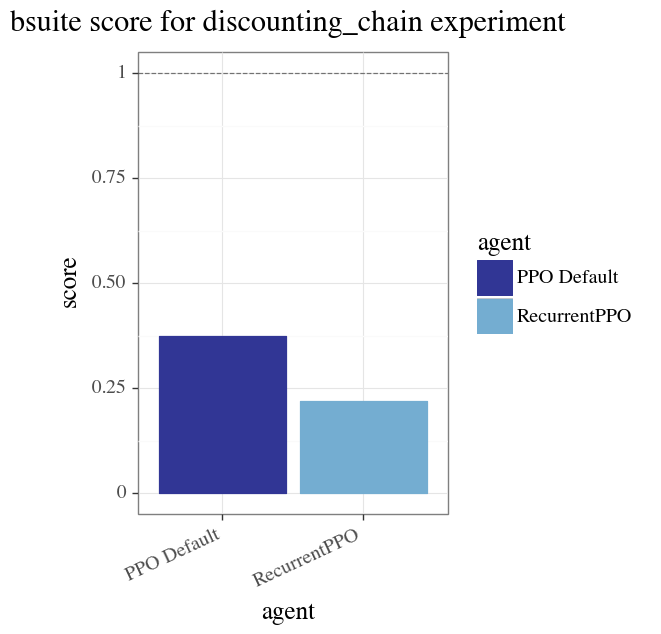 bsuite score for discounting_chain experiment
1
0.75
0.50
0.25
0
score
PPO Default
RecurrentPPO
agent
agent
PPO Default
RecurrentPPO